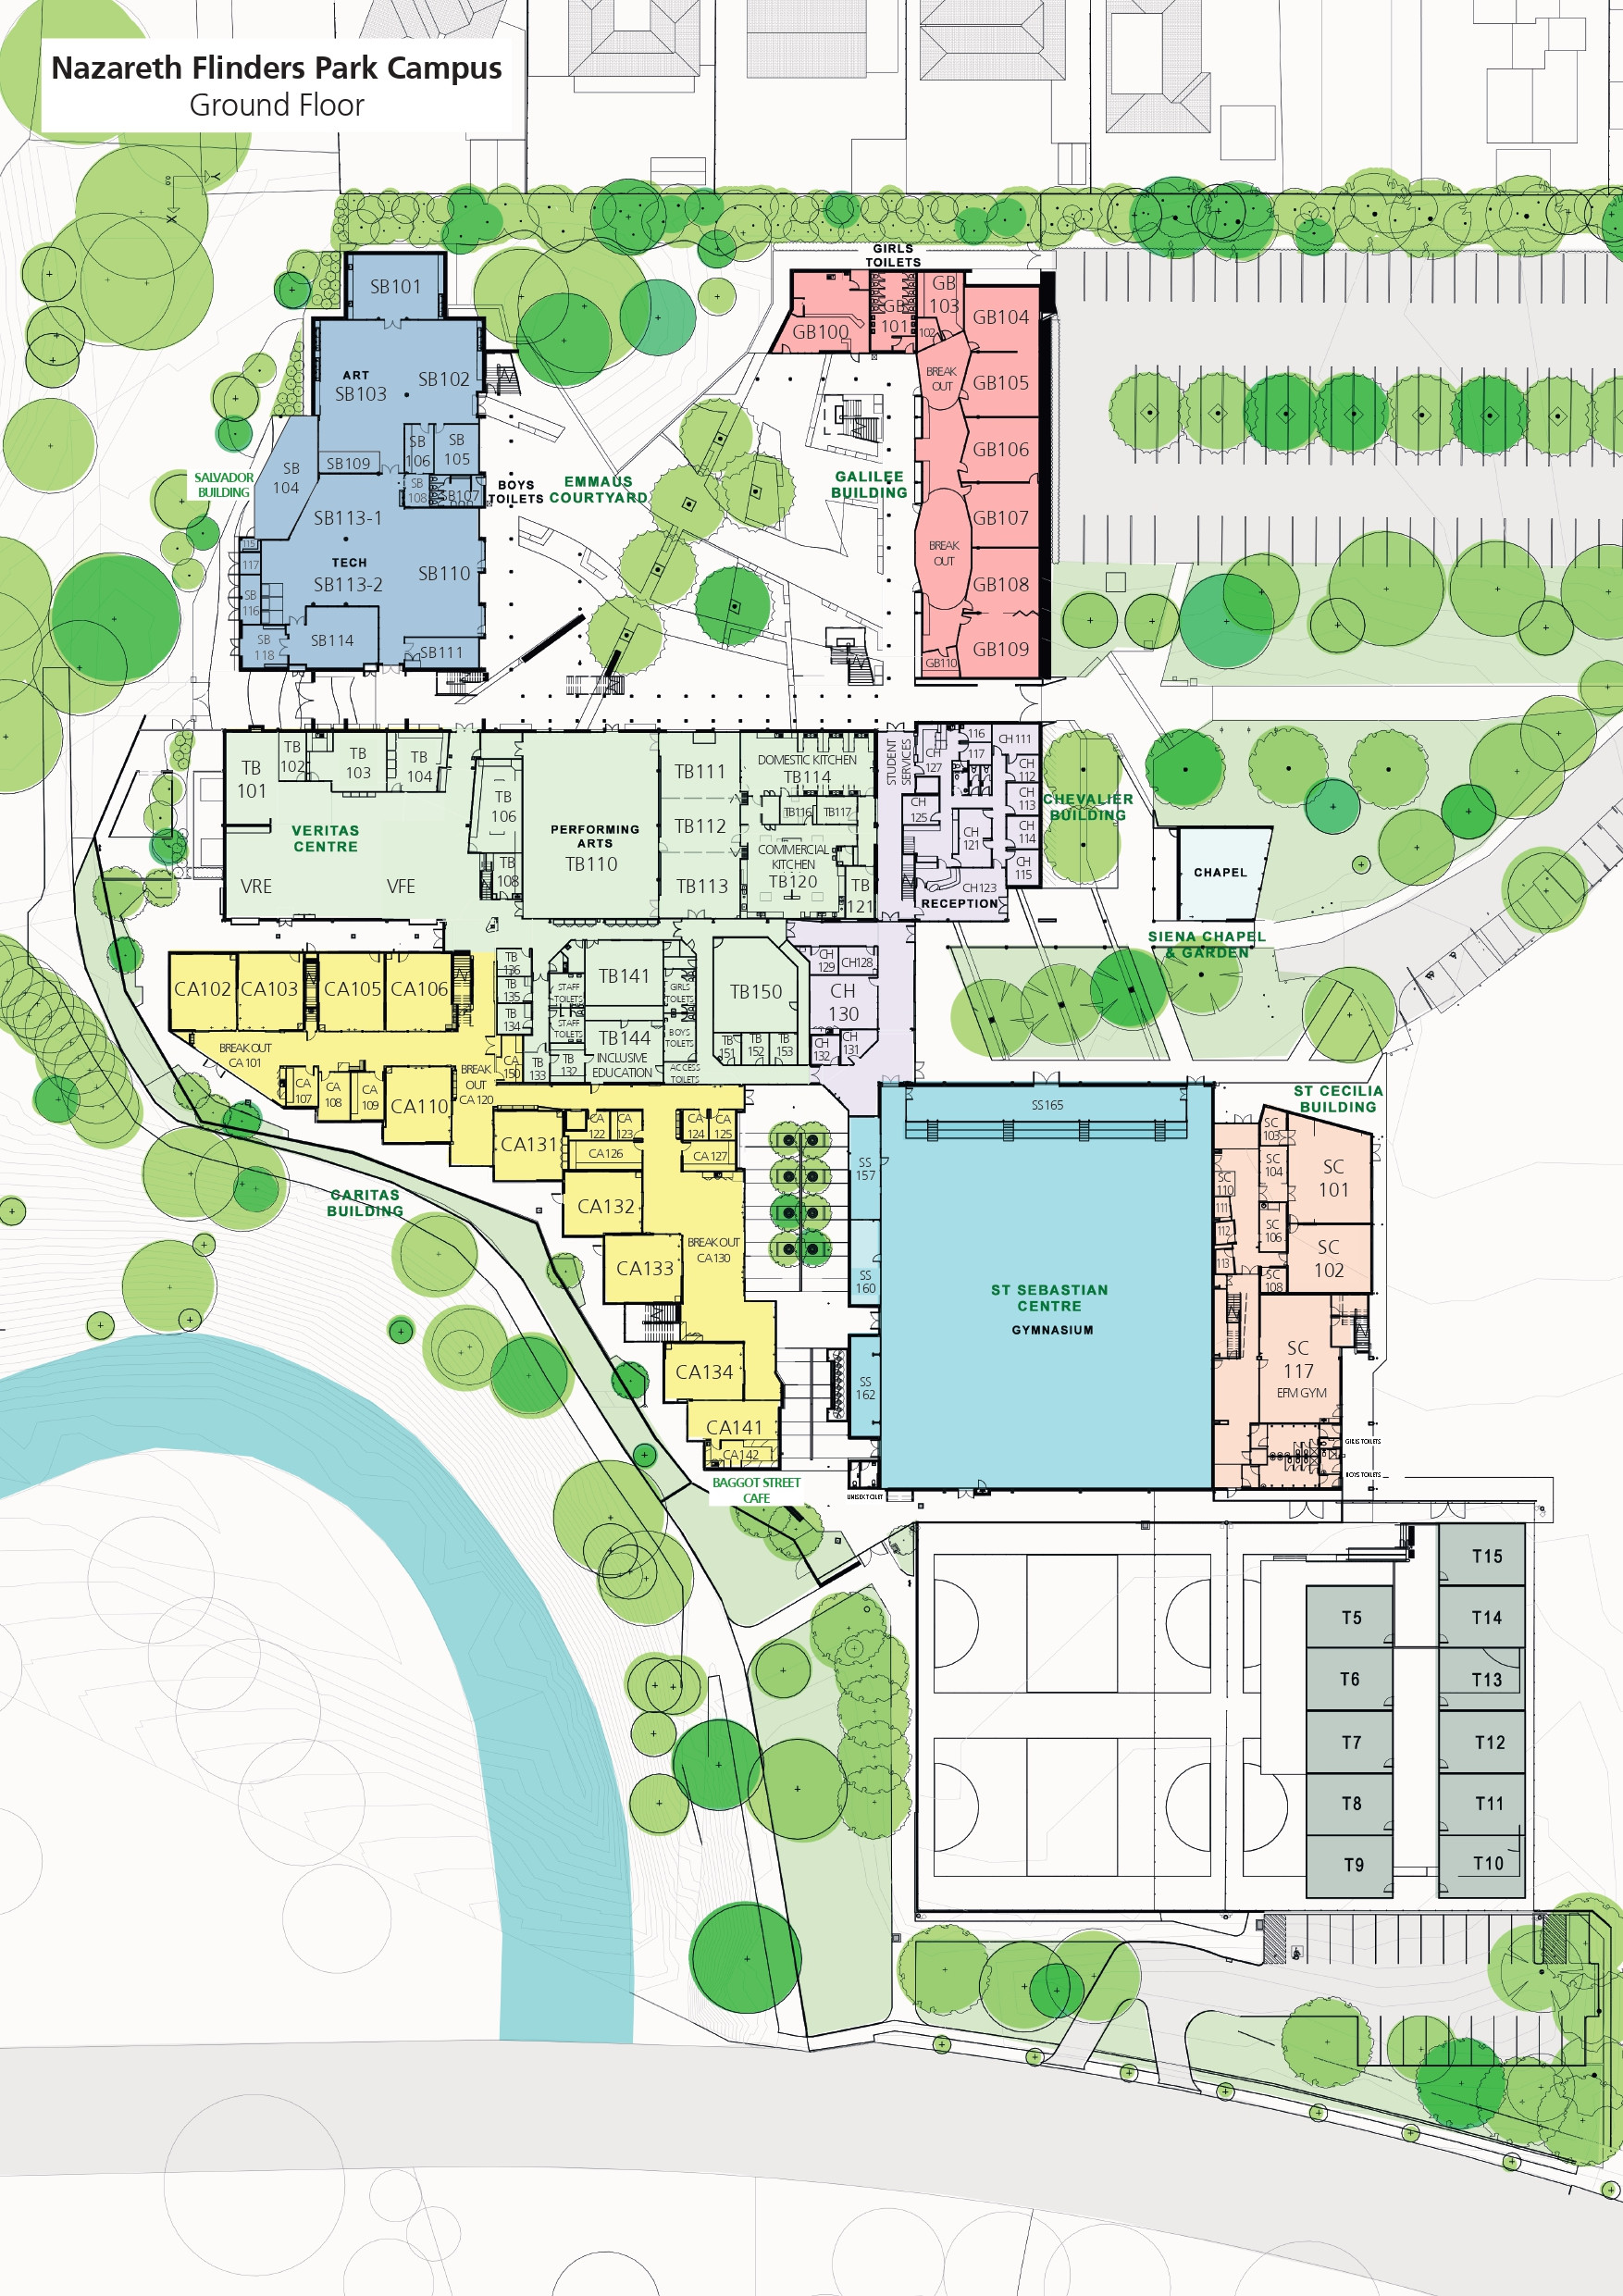 Nazareth Flinders Park Campus
Ground Floor
GIRLS
TOILETS
SB101
GB100
GB
101
GB
103
102
GB104
ART
SB103
SB102
BREAK
OUT
GB105
SB
106
SB
105
GB106
SB109
SB
104
SALVADOR
BUILDING
SB
108
SB107
BOYS
TOILETS
EMMAUS
COURTYARD
GALILEE
BUILDING
SB113-1
GB107
115
117
TECH
SB113-2
SB110
BREAK
OUT
GB108
SB
116
SB
118
SB114
SB111
GB109
GB110
TB
101
TB
102
TB
103
TB
104
TB
106
TB
108
VERITAS
CENTRE
VRE
VFE
PERFORMING
ARTS
TB110
TB111
TB112
TB113
DOMESTIC KITCHEN
TB114
TB116
TB117
COMMERCIAL
KITCHEN
TB120
TB
121
STUDENT
SERVICES
CH
127
116
117
CH111
CH
112
CH
113
CH
114
CH
115
CH
125
CH
121
CH123
RECEPTION
CHEVALIER
BUILDING
CHAPEL
SIENA CHAPEL
& GARDEN
CA102
CA103
CA105
CA106
TB
136
TB
135
TB
134
TB
133
TB
132
STAFF
TOILETS
STAFF
TOILETS
TB141
GIRLS
TOILETS
BOYS
TOILETS
TB144
INCLUSIVE
EDUCATION
ACCESS
TOILETS
TB150
TB
151
TB
152
TB
153
CH
129
CH128
CH
130
CH
132
CH
131
BREAK OUT
CA101
CA
107
CA
108
CA
109
CA110
BREAK
OUT
CA120
CA
150
CA131
CA
122
CA
123
CA126
CA
124
CA
125
CA127
CARITAS
BUILDING
CA132
CA133
BREAK OUT
CA130
CA134
CA141
CA142
BAGGOT STREET
CAFE
SS165
SS
157
SS
160
SS
162
UNISEX TOILET
ST SEBASTIAN
CENTRE
GYMNASIUM
ST CECILIA
BUILDING
SC
103
SC
104
SC
101
SC
110
111
112
113
SC
106
SC
108
SC
102
SC
117
EFM GYM
GIRLS TOILETS
BOYS TOILETS
T15
T5
T14
T6
T13
T7
T12
T8
T11
T9
T10